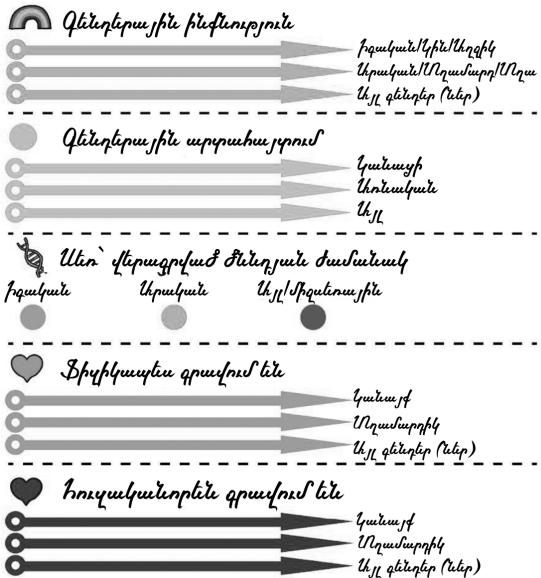 Գենդերային ինքնություն
Իգական/Կին/Աղջիկ
Արական/Տղամարդ/Տղա
Այլ գենդեր (ներ)
Գենդերային արտահայտում
Կանացի
Առնական
Այլ
Սեռ՝ վերագրված ծննդյան ժամանակ
Իգական Արական Այլ/միջսեռային
Ֆիզիկապես գրավում են
Կանայք
Տղամարդիկ
Այլ գենդեր (ներ)
Հուզականորեն գրավում են
Կանայք
Տղամարդիկ
Այլ գենդեր (ներ)